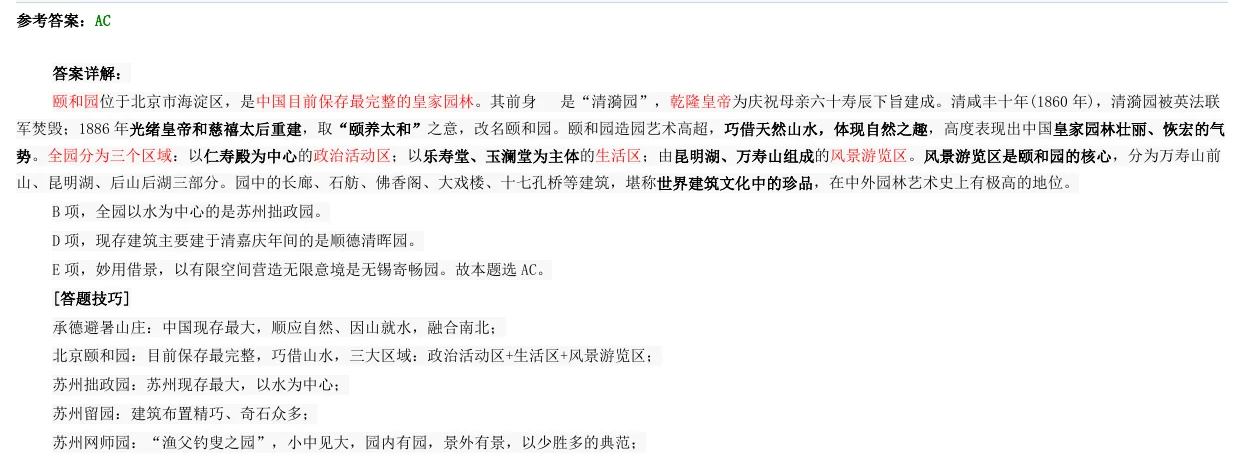 参考答案：AC
答案详解：
颐和园位于北京市海淀区，是中国目前保存最完整的皇家园林。其前身 是“清漪园”，乾隆皇帝为庆祝母亲六十寿辰下旨建成。清咸丰十年(1860 年)，清漪园被英法联
军焚毁；1886 年光绪皇帝和慈禧太后重建，取“颐养太和”之意，改名颐和园。颐和园造园艺术高超，巧借天然山水，体现自然之趣，高度表现出中国皇家园林壮丽、恢宏的气
势。全园分为三个区域：以仁寿殿为中心的政治活动区；以乐寿堂、玉澜堂为主体的生活区；由昆明湖、万寿山组成的风景游览区。风景游览区是颐和园的核心，分为万寿山前
山、昆明湖、后山后湖三部分。园中的长廊、石舫、佛香阁、大戏楼、十七孔桥等建筑，堪称世界建筑文化中的珍品，在中外园林艺术史上有极高的地位。
B 项，全园以水为中心的是苏州拙政园。
D 项，现存建筑主要建于清嘉庆年间的是顺德清晖园。
E 项，妙用借景，以有限空间营造无限意境是无锡寄畅园。故本题选 AC。
[答题技巧]
承德避暑山庄：中国现存最大，顺应自然、因山就水，融合南北；
北京颐和园：目前保存最完整，巧借山水，三大区域：政治活动区+生活区+风景游览区；
苏州拙政园：苏州现存最大，以水为中心；
苏州留园：建筑布置精巧、奇石众多；
苏州网师园：“渔父钓叟之园”，小中见大，园内有园，景外有景，以少胜多的典范；